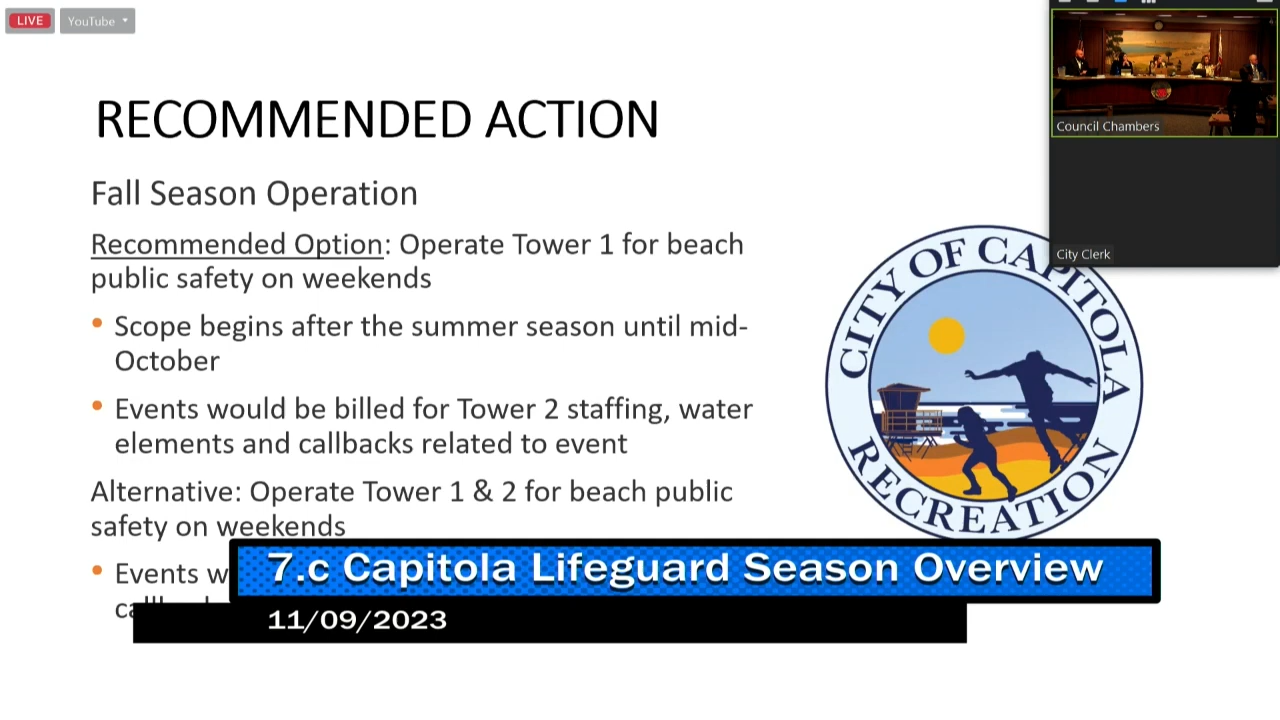 LIVE
YouTube
RECOMMENDED ACTION
Fall Season Operation
Recommended Option: Operate Tower 1 for beach
public safety on weekends
• Scope begins after the summer season until mid-
October
• Events would be billed for Tower 2 staffing, water
elements and callbacks related to event
Alternative: Operate Tower 1 & 2 for beach public
safety on weekends
• Events
7.c Capitola Lifeguard Season Overview
11/09/2023
CITY OF CAPITOLA
RECREATION
Council Chambers
City Clerk